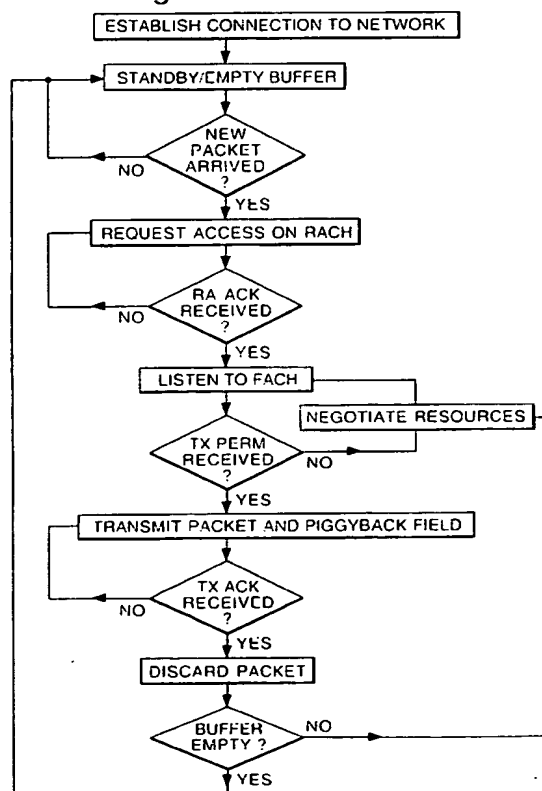 ESTABLISH CONNECTION TO NETWORK
STANDBY/EMPTY BUFFER
NEW
PACKET
ARRIVED
?
NO
YES
REQUEST ACCESS ON RACH
RA ACK
RECEIVED
?
NO
YES
LISTEN TO FACH
NEGOTIATE RESOURCES
TX PERM
RECEIVED
?
NO
YES
TRANSMIT PACKET AND PIGGYBACK FIELD
TX ACK
RECEIVED
?
NO
YES
DISCARD PACKET
BUFFER
EMPTY ?
NO
YES